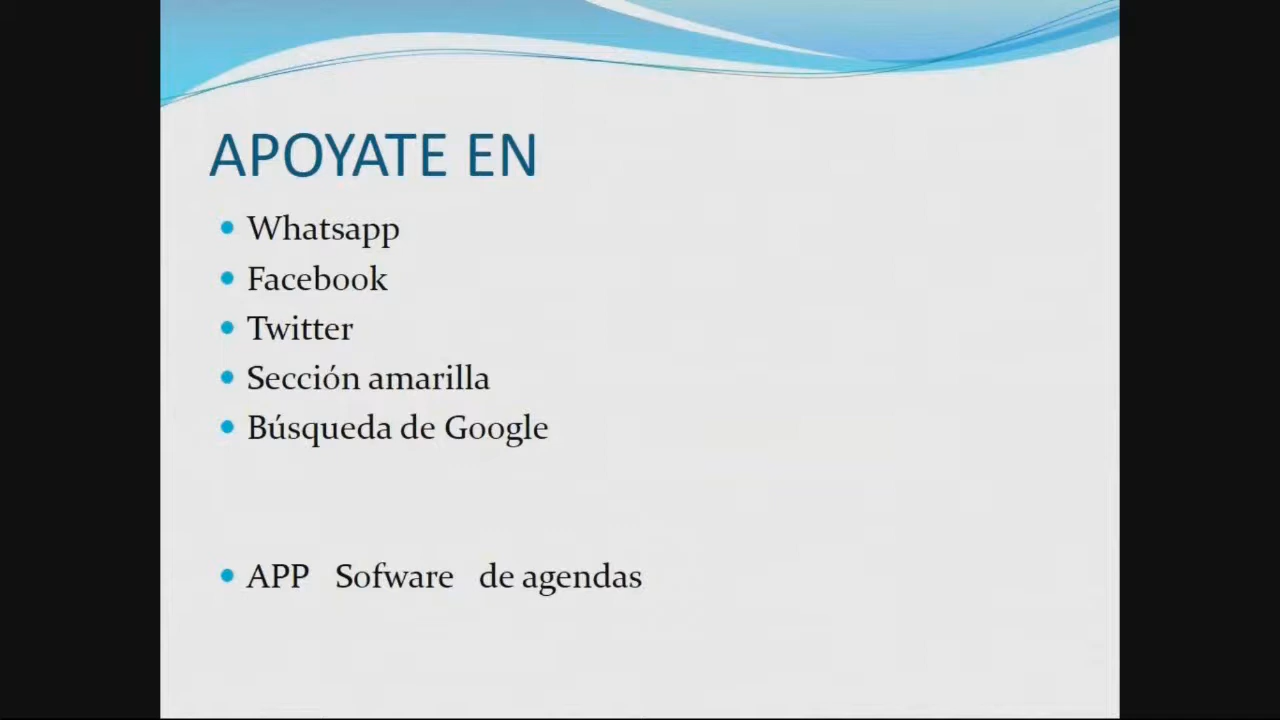 APOYATE EN
Whatsapp
Facebook
Twitter
Sección amarilla
Búsqueda de Google
APP Sofware de agendas